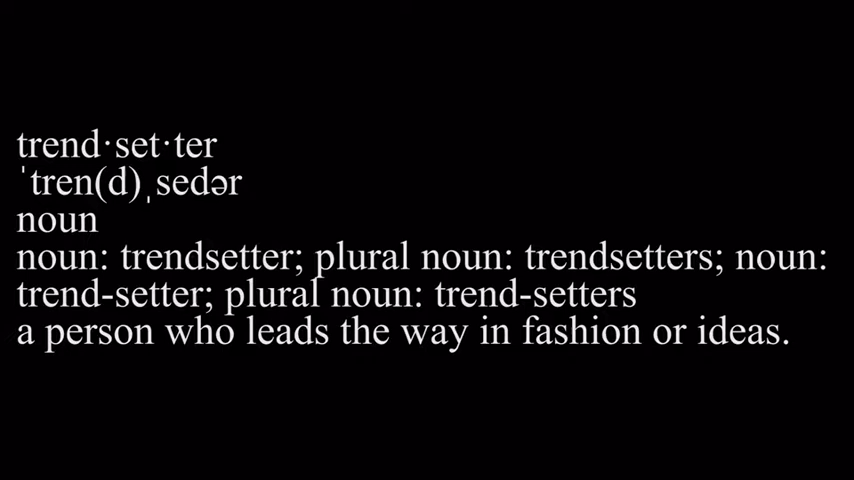 trend·set·ter
ˈtren(d)ˌsedər
noun
noun: trendsetter; plural noun: trendsetters; noun:
trend-setter; plural noun: trend-setters
a person who leads the way in fashion or ideas.